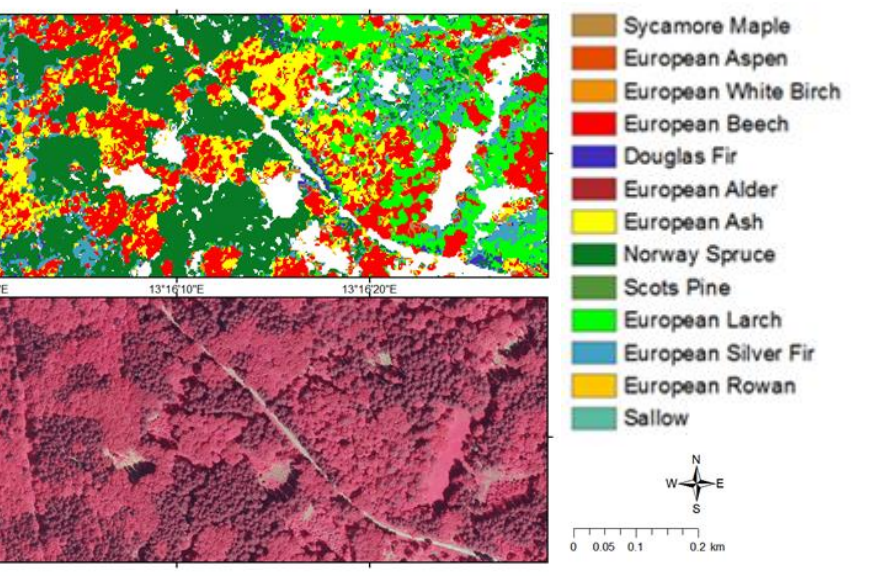 Sycamore Maple
European Aspen
European White Birch
European Beech
Douglas Fir
European Alder
European Ash
Norway Spruce
Scots Pine
European Larch
European Silver Fir
European Rowan
Sallow
E 13°16'10"E 13°16'20"E
N
W E
S
0 0.05 0.1 0.2 km